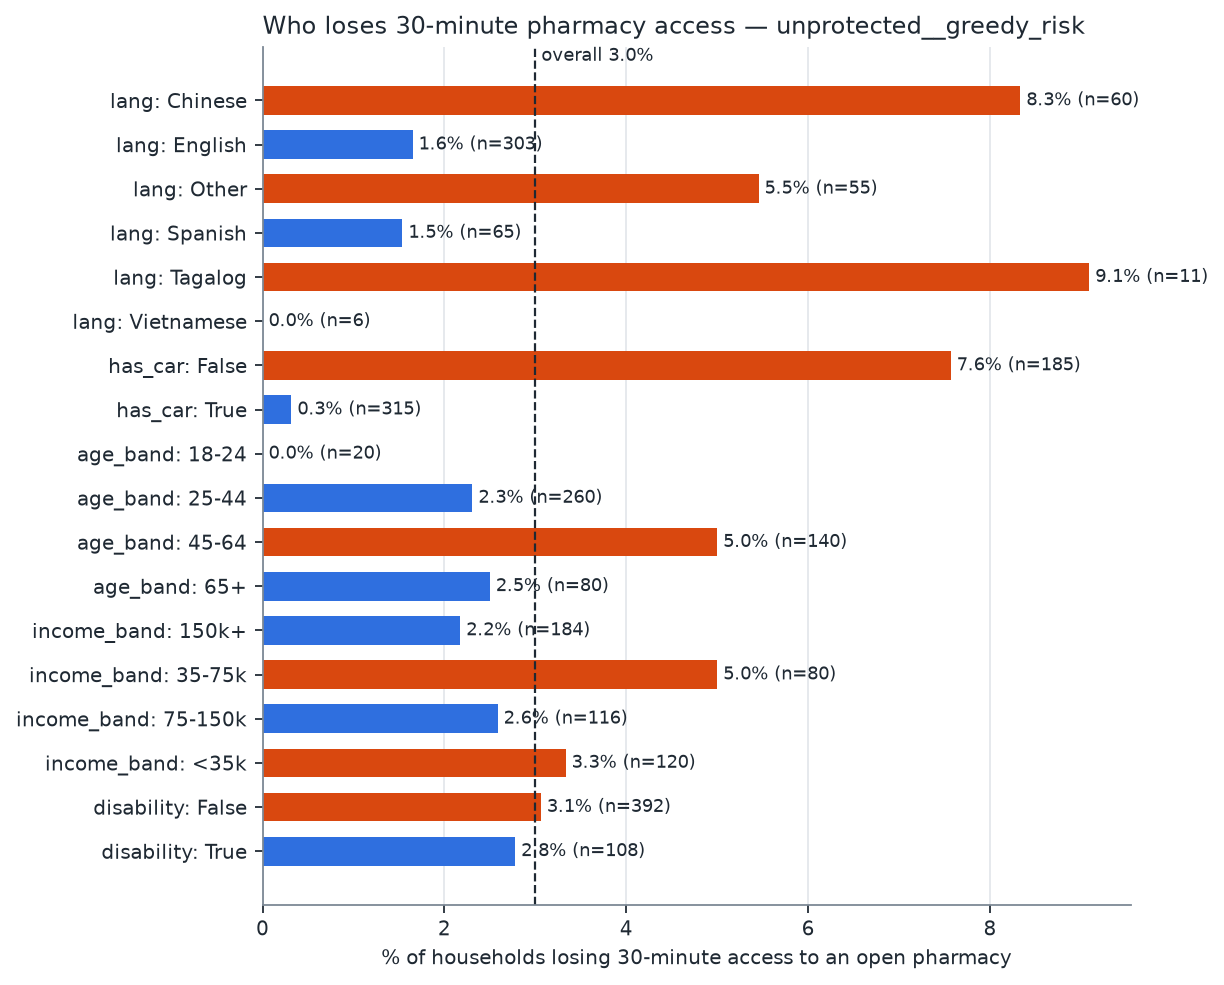 Who loses 30-minute pharmacy access — unprotected__greedy_risk
overall 3.0%
lang: Chinese 8.3% (n=60)
lang: English 1.6% (n=303)
lang: Other 5.5% (n=55)
lang: Spanish 1.5% (n=65)
lang: Tagalog 9.1% (n=11)
lang: Vietnamese 0.0% (n=6)
has_car: False 7.6% (n=185)
has_car: True 0.3% (n=315)
age_band: 18-24 0.0% (n=20)
age_band: 25-44 2.3% (n=260)
age_band: 45-64 5.0% (n=140)
age_band: 65+ 2.5% (n=80)
income_band: 150k+ 2.2% (n=184)
income_band: 35-75k 5.0% (n=80)
income_band: 75-150k 2.6% (n=116)
income_band: <35k 3.3% (n=120)
disability: False 3.1% (n=392)
disability: True 2.8% (n=108)
0 2 4 6 8
% of households losing 30-minute access to an open pharmacy